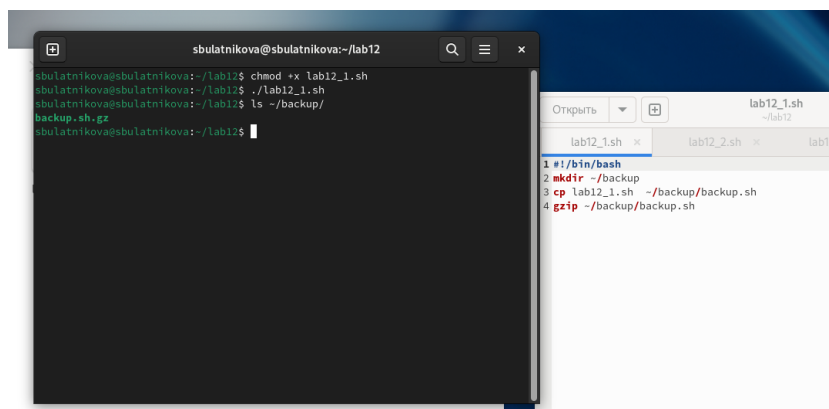 sbulatnikova@sbulatnikova:~/lab12
sbulatnikova@sbulatnikova:~/lab12$ chmod +x lab12_1.sh
sbulatnikova@sbulatnikova:~/lab12$ ./lab12_1.sh
sbulatnikova@sbulatnikova:~/lab12$ ls ~/backup/
backup.sh.gz
sbulatnikova@sbulatnikova:~/lab12$
Открыть
lab12_1.sh
~/lab12
lab12_1.sh × lab12_2.sh × lab1
1 #!/bin/bash
2 mkdir ~/backup
3 cp lab12_1.sh  ~/backup/backup.sh
4 gzip ~/backup/backup.sh